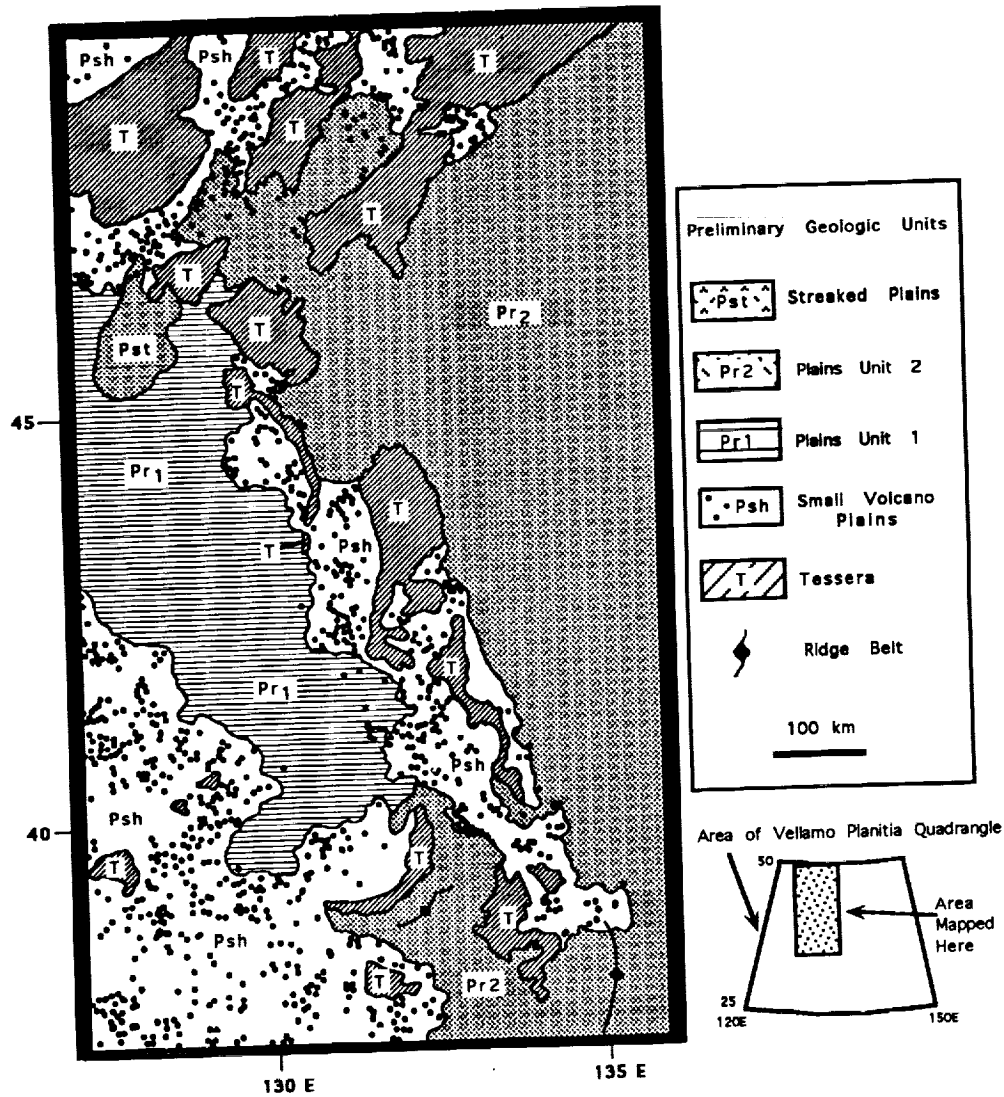 Psh
Psh
T
T
T
T
T
T
Pr2
T
Pst
T
45
Pr1
T
T
Psh
T
Pr1
Psh
40
Psh
T
T
T
Psh
T
Pr2
130 E
135 E
Preliminary Geologic Units
Pst Streaked Plains
Pr2 Plains Unit 2
Pr1 Plains Unit 1
Psh Small Volcano
Plains
T Tessera
Ridge Belt
100 km
Area of Vellamo Planitia Quadrangle
50
Area
Mapped
Here
25
120E
150E